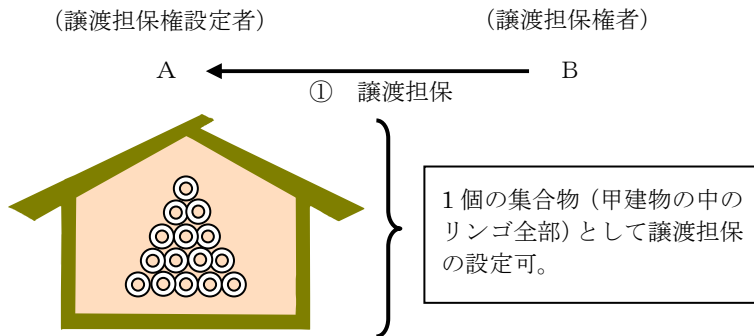 （譲渡担保権設定者）　（譲渡担保権者）
A　B
①　譲渡担保
１個の集合物（甲建物の中の
リンゴ全部）として譲渡担保
の設定可。